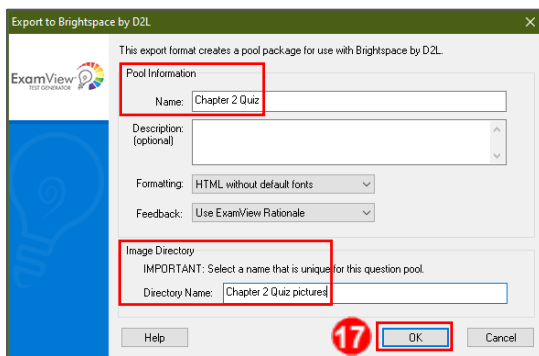 Export to Brightspace by D2L
This export format creates a pool package for use with Brightspace by D2L.
ExamView
TEST GENERATOR
Pool Information
Name: Chapter 2 Quiz
Description:
(optional)
Formatting: HTML without default fonts
Feedback: Use ExamView Rationale
Image Directory
IMPORTANT: Select a name that is unique for this question pool.
Directory Name: Chapter 2 Quiz pictures
Help 17 OK Cancel